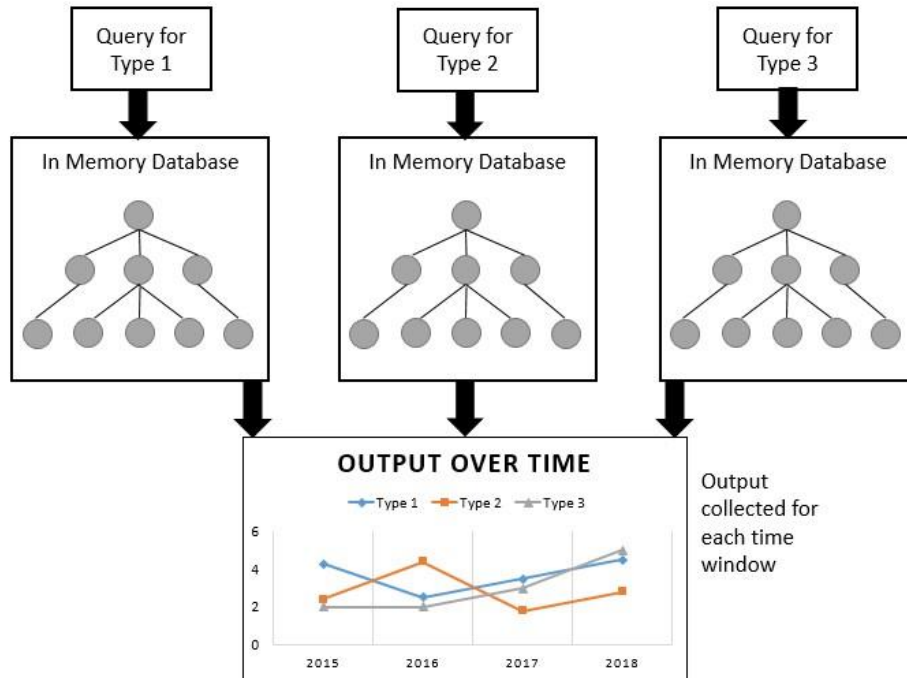 Query for
Type 1
Query for
Type 2
Query for
Type 3
In Memory Database
In Memory Database
In Memory Database
OUTPUT OVER TIME
Type 1 Type 2 Type 3
6
4
2
0
2015 2016 2017 2018
Output
collected for
each time
window